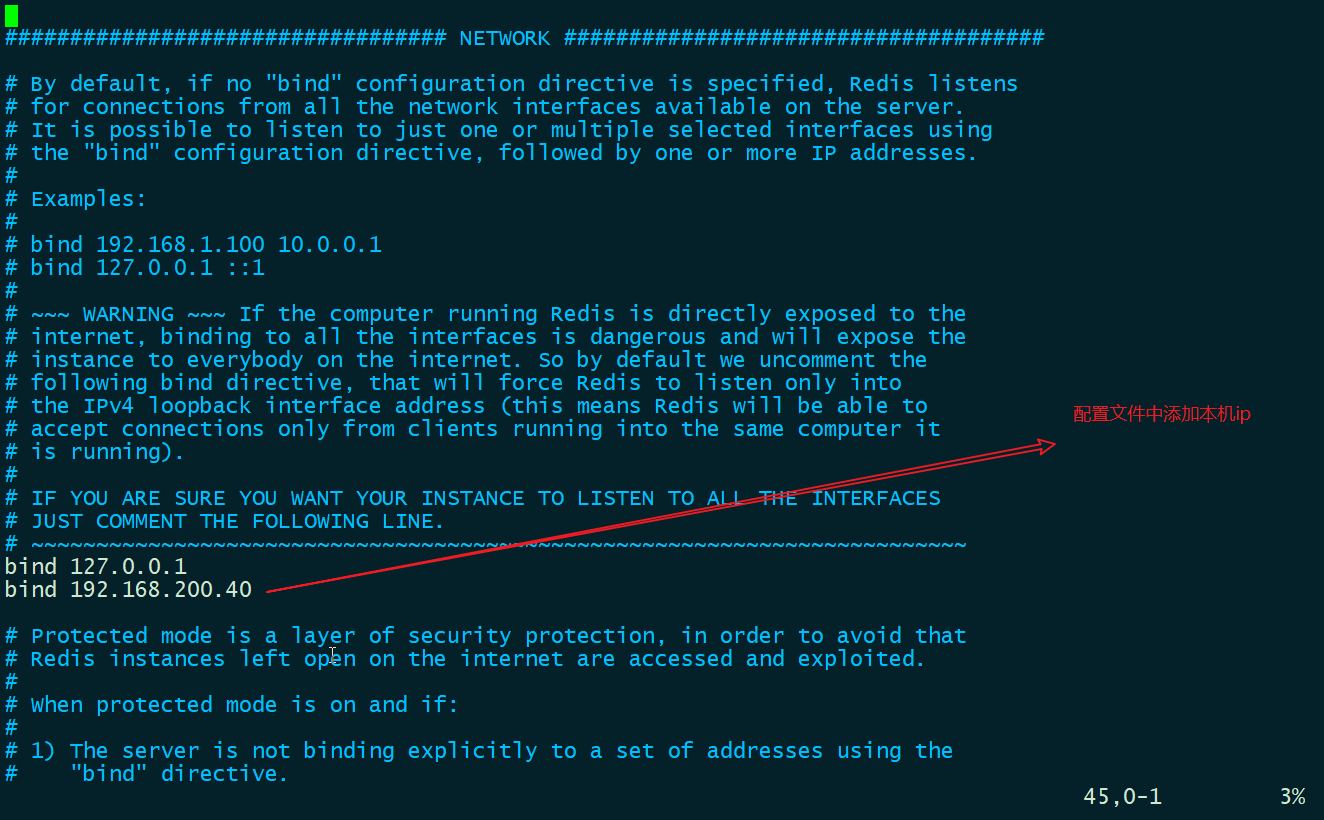 ################################## NETWORK #####################################
# By default, if no "bind" configuration directive is specified, Redis listens
# for connections from all the network interfaces available on the server.
# It is possible to listen to just one or multiple selected interfaces using
# the "bind" configuration directive, followed by one or more IP addresses.
#
# Examples:
#
# bind 192.168.1.100 10.0.0.1
# bind 127.0.0.1 ::1
#
# ~~~ WARNING ~~~ If the computer running Redis is directly exposed to the
# internet, binding to all the interfaces is dangerous and will expose the
# instance to everybody on the internet. So by default we uncomment the
# following bind directive, that will force Redis to listen only into
# the IPv4 loopback interface address (this means Redis will be able to
配置文件中添加本机ip
# accept connections only from clients running into the same computer it
# is running).
#
# IF YOU ARE SURE YOU WANT YOUR INSTANCE TO LISTEN TO ALL THE INTERFACES
# JUST COMMENT THE FOLLOWING LINE.
# ~~~~~~~~~~~~~~~~~~~~~~~~~~~~~~~~~~~~~~~~~~~~~~~~~~~~~~~~~~~~~~~~~~~~~~~~
bind 127.0.0.1
bind 192.168.200.40
# Protected mode is a layer of security protection, in order to avoid that
# Redis instances left open on the internet are accessed and exploited.
#
# When protected mode is on and if:
#
# 1) The server is not binding explicitly to a set of addresses using the
#    "bind" directive.
45,0-1 3%